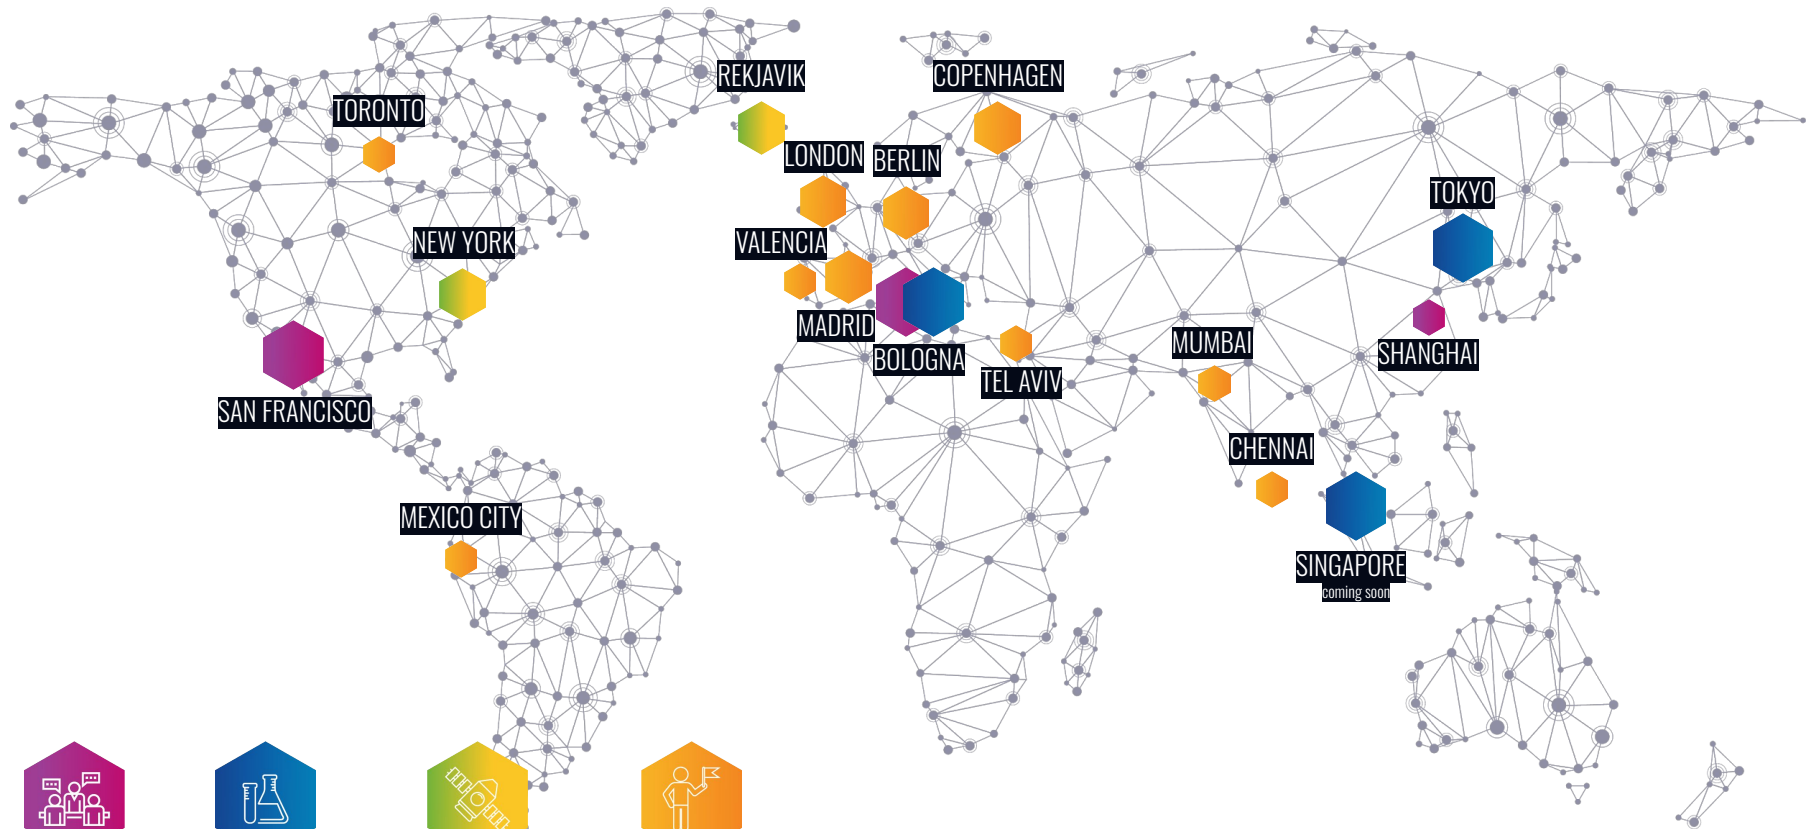 REKJAVIK
COPENHAGEN
TORONTO
LONDON
BERLIN
TOKYO
NEW YORK
VALENCIA
MADRID
MUMBAI
SHANGHAI
BOLOGNA
TEL AVIV
SAN FRANCISCO
CHENNAI
MEXICO CITY
SINGAPORE
coming soon